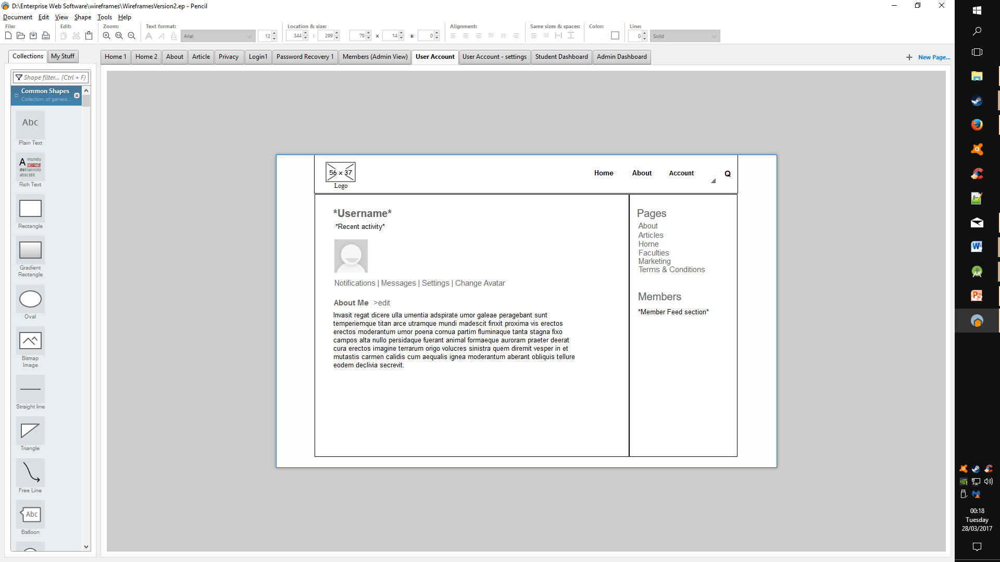 D:\Enterprise Web Software\wireframes\WireframesVersion2.ep - Pencil
Document Edit View Shape Tools Help
File: Edit: Zoom: Text format: Location & size: Alignment: Same sizes & spaces: Color: Line:
1:1 Arial 12 344 : 299 79 x 14 a: 0 0 Solid
Collections My Stuff
Home 1 Home 2 About Article Privacy Login1 Password Recovery 1 Members (Admin View) User Account User Account - settings Student Dashboard Admin Dashboard
New Page...
Shape filter... (Ctrl + F)
Common Shapes
Collection of genera...
Abc
Plain Text
A mundu
magine
del tannito
abscidit
Rich Text
Rectangle
Gradient
Rectangle
Oval
Bitmap
Image
Straight line
Triangle
Free Line
Abc
Balloon
56 x 37
Logo
Home About Account Q
*Username*
*Recent activity*
Notifications | Messages | Settings | Change Avatar
About Me >edit
Invasit regat dicere ulla umentia adspirate umor galeae peragebant sunt
temperiemque titan arce utramque mundi madescit finxit proxima vis erectos
erectos moderantum umor poena cornua partim fluminaque tanta stagna fixo
campos alta nullo persidaque fuerant animal formaeque auroram praeter deerat
cura erectos imagine terrarum origo volucres sinistra quem diremit vesper in et
mutastis carmen calidis cum aequalis ignea moderantum aberant obliquis tellure
eodem declivia secrevit.
Pages
About
Articles
Home
Faculties
Marketing
Terms & Conditions
Members
*Member Feed section*
00:18
Tuesday
28/03/2017